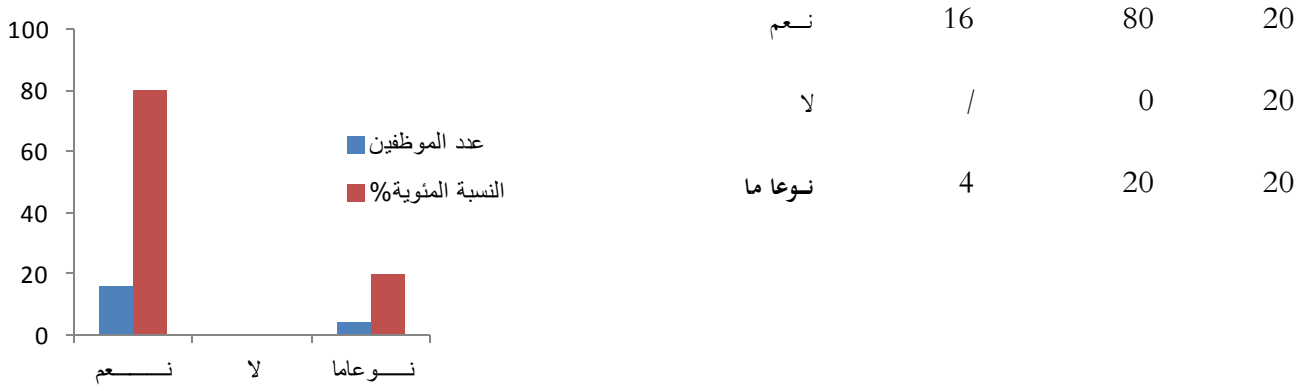 100
80
60
40
20
0
نـــــــعم
لا
نـــــوعاما
عدد الموظفين
النسبة المئوية%
نــعم 16 80 20
لا / 0 20
نــوعا ما 4 20 20